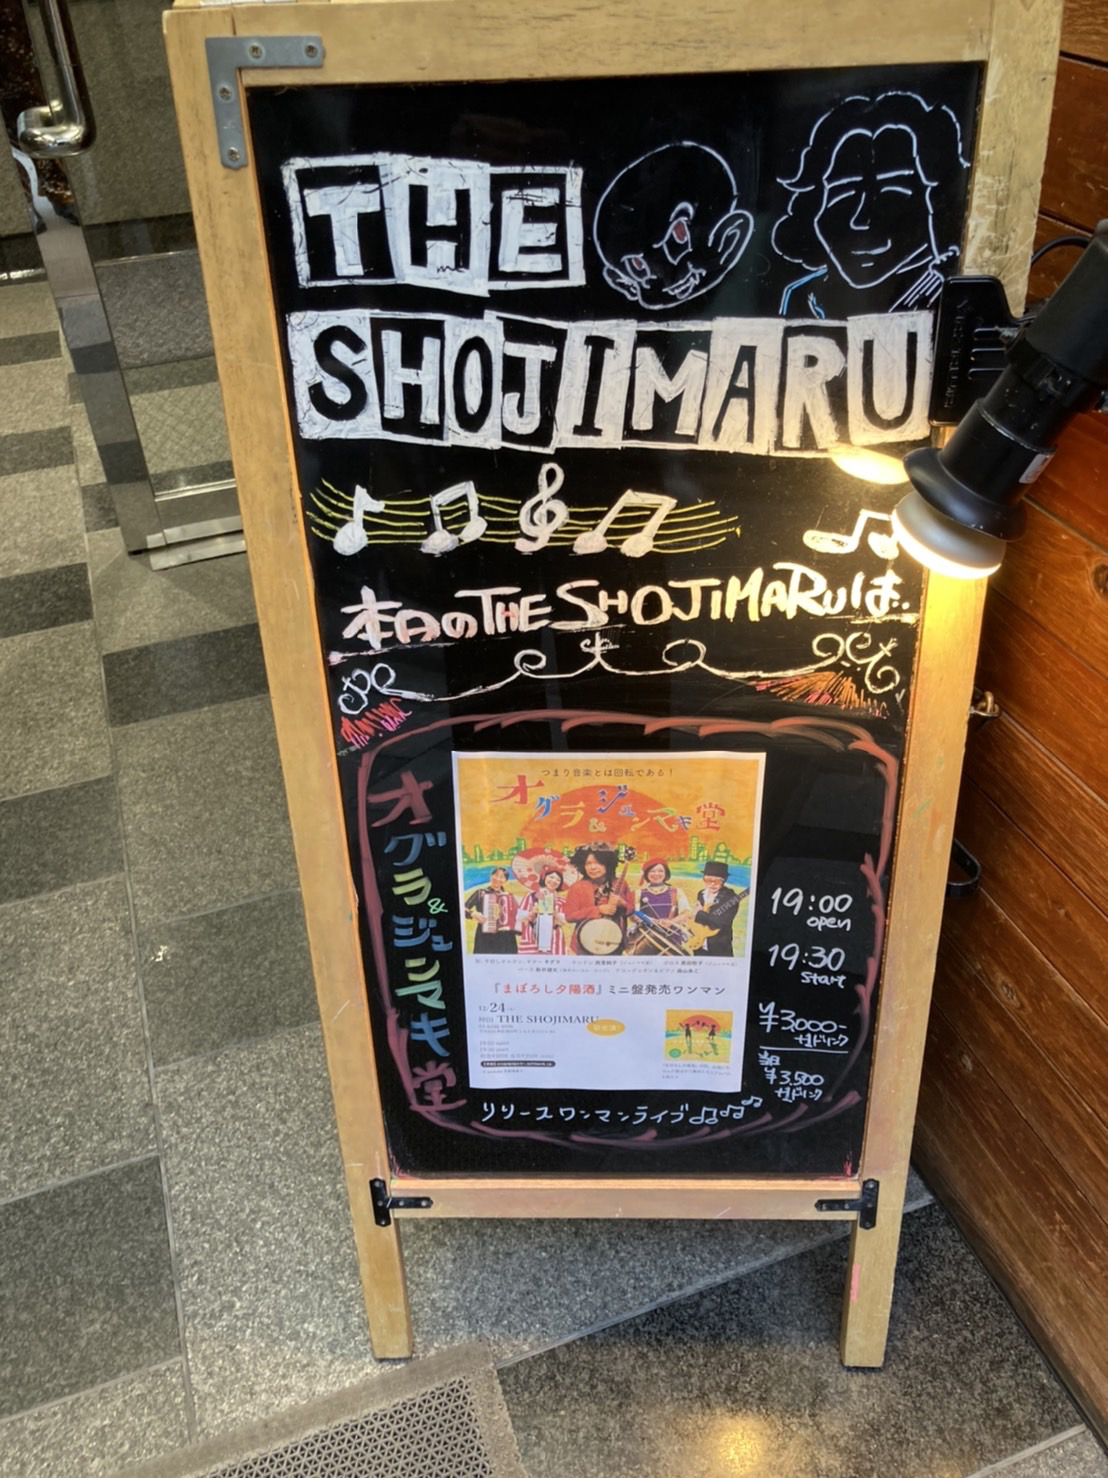 THE
SHOJIMARU
本日のTHE SHOJIMARUは.
オグラ&ジュンマキ堂
つまり音楽とは回転である！
オグラ&ジュンマキ堂
『まぼろし夕陽酒』ミニ盤発売ワンマン
12/24
THE SHOJIMARU
19:00
open
19:30
start
¥3,000-
+1ドリンク
当日
¥3,500
+1ドリンク
リリースワンマンライブ